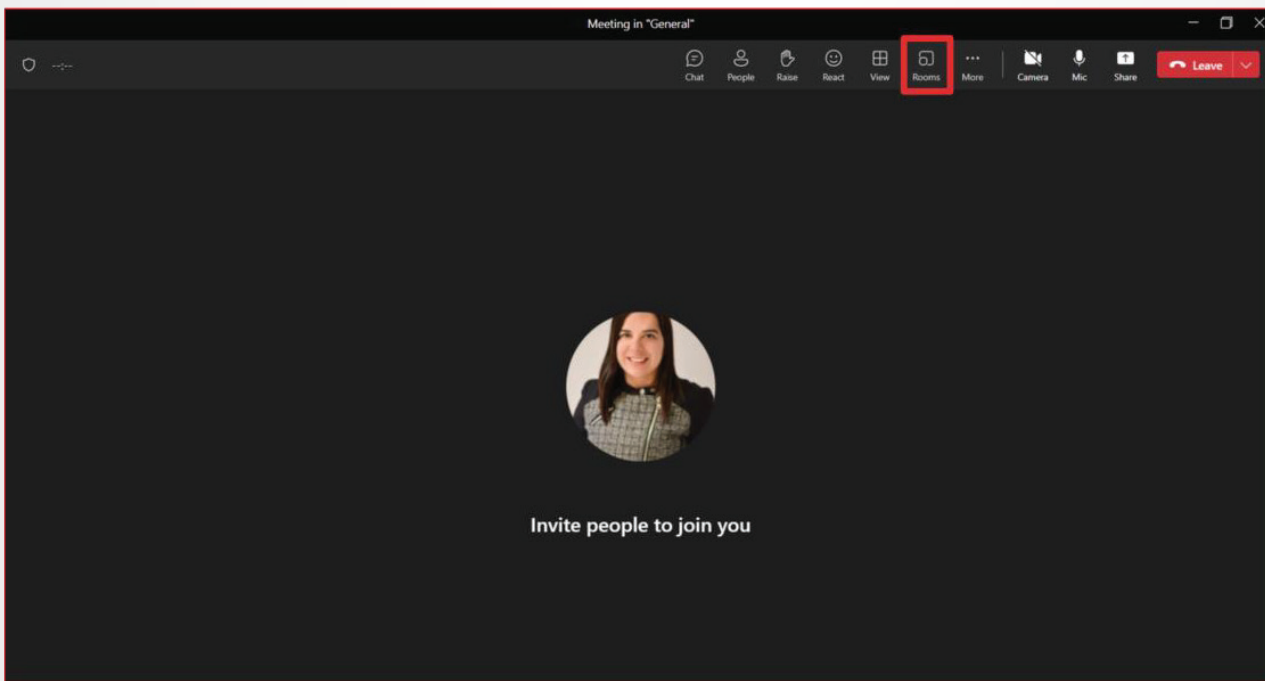 Meeting in "General"
--:--
Chat People Raise React View Rooms More Camera Mic Share Leave
Invite people to join you